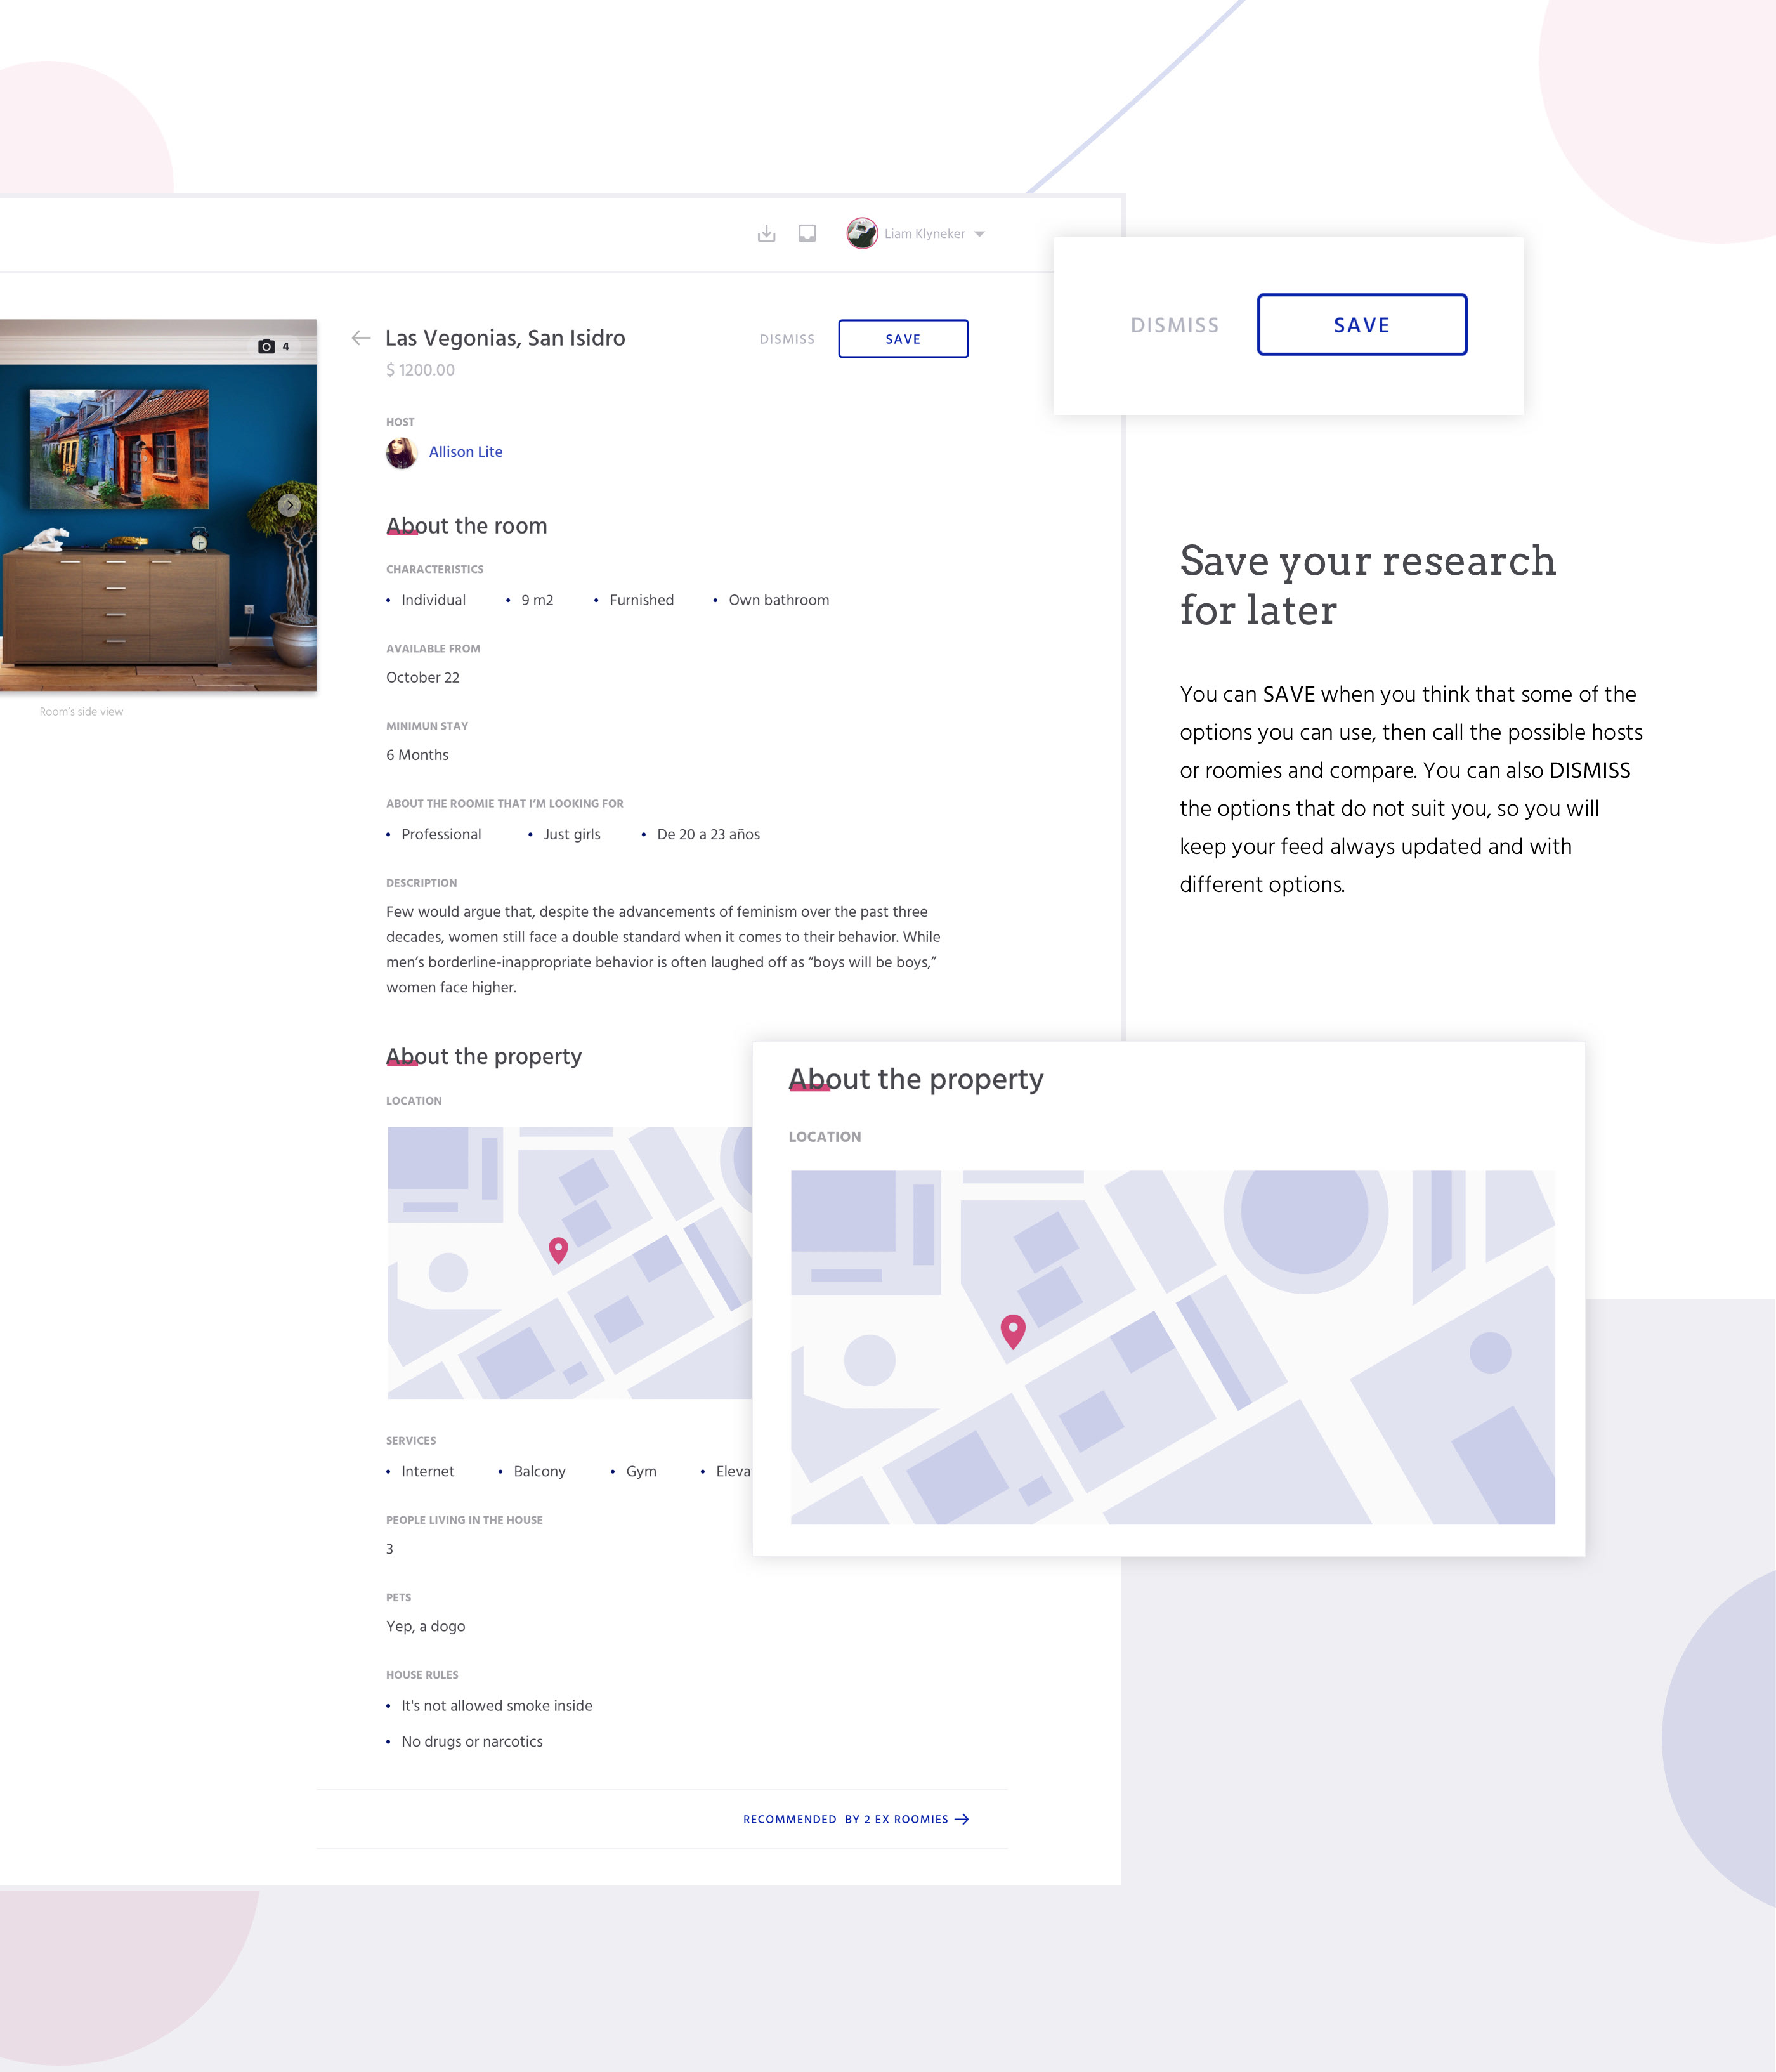 Liam Klyneker
DISMISS SAVE
4
Las Vegonias, San Isidro
DISMISS SAVE
$ 1200.00
HOST
Allison Lite
About the room
CHARACTERISTICS
• Individual • 9 m2 • Furnished • Own bathroom
AVAILABLE FROM
October 22
Room's side view
MINIMUN STAY
6 Months
ABOUT THE ROOMIE THAT I'M LOOKING FOR
• Professional • Just girls • De 20 a 23 años
DESCRIPTION
Few would argue that, despite the advancements of feminism over the past three
decades, women still face a double standard when it comes to their behavior. While
men's borderline-inappropriate behavior is often laughed off as “boys will be boys,”
women face higher.
Save your research
for later
You can SAVE when you think that some of the
options you can use, then call the possible hosts
or roomies and compare. You can also DISMISS
the options that do not suit you, so you will
keep your feed always updated and with
different options.
About the property
LOCATION
About the property
LOCATION
SERVICES
• Internet • Balcony • Gym • Eleva
PEOPLE LIVING IN THE HOUSE
3
PETS
Yep, a dogo
HOUSE RULES
• It's not allowed smoke inside
• No drugs or narcotics
RECOMMENDED BY 2 EX ROOMIES